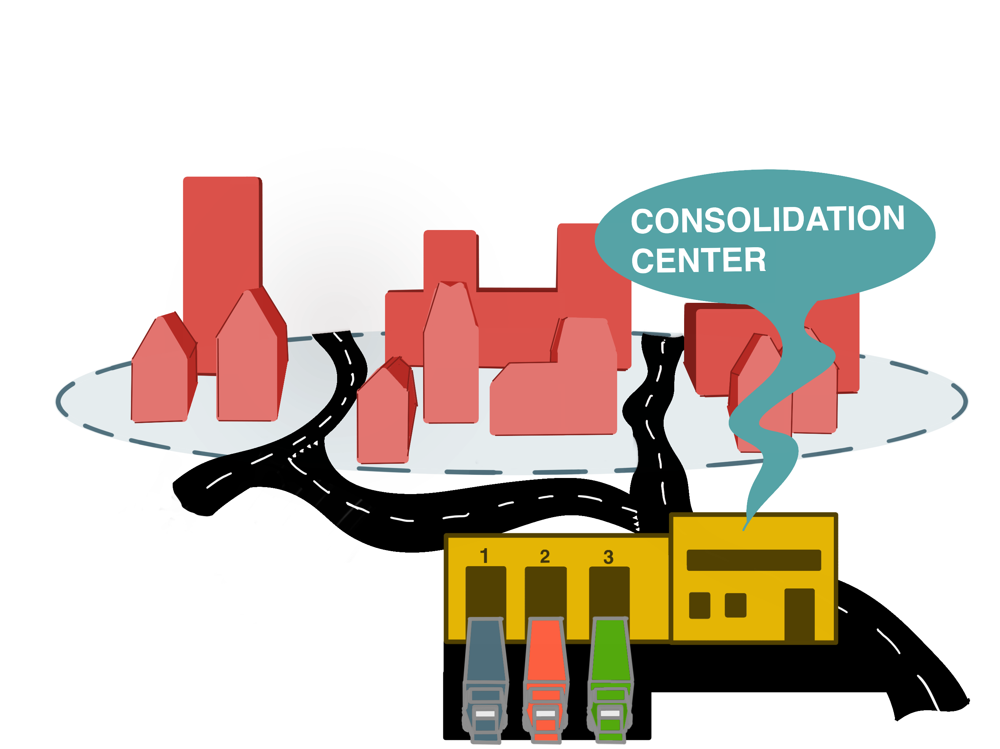 CONSOLIDATION
CENTER
1 2 3